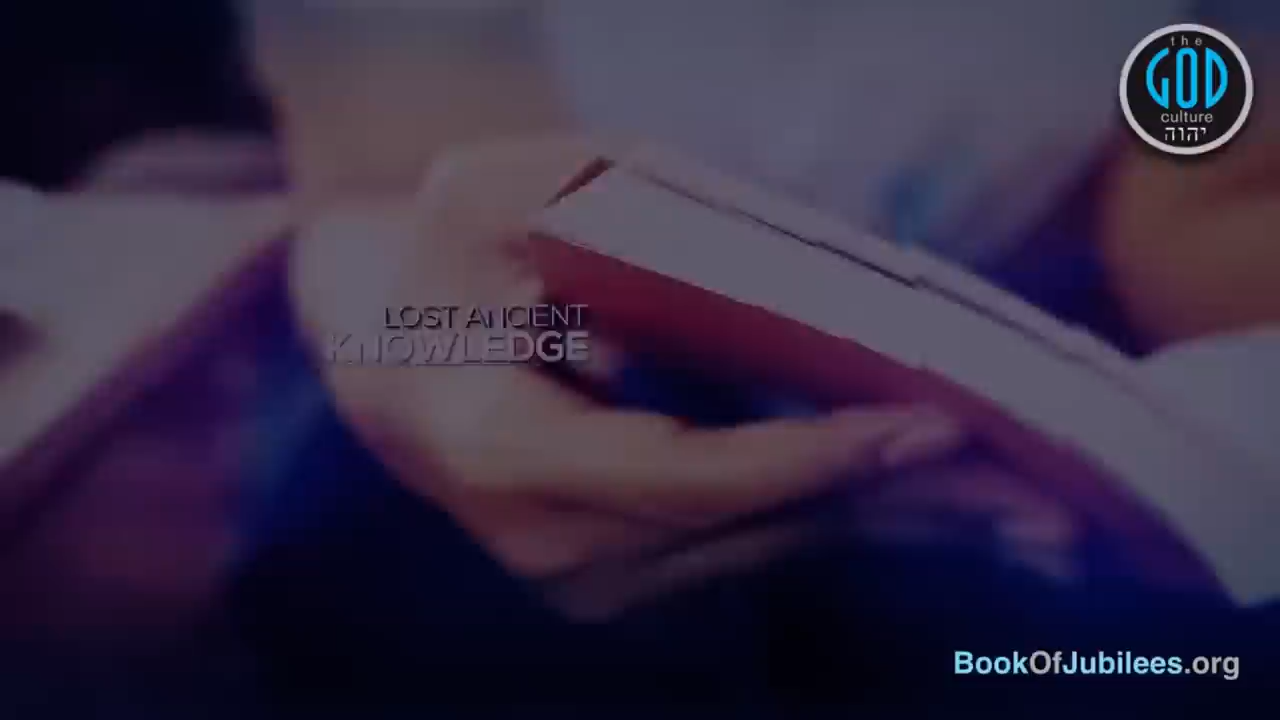 the
GOD
culture
יהוה
LOST ANCIENT
KNOWLEDGE
BookOfJubilees.org